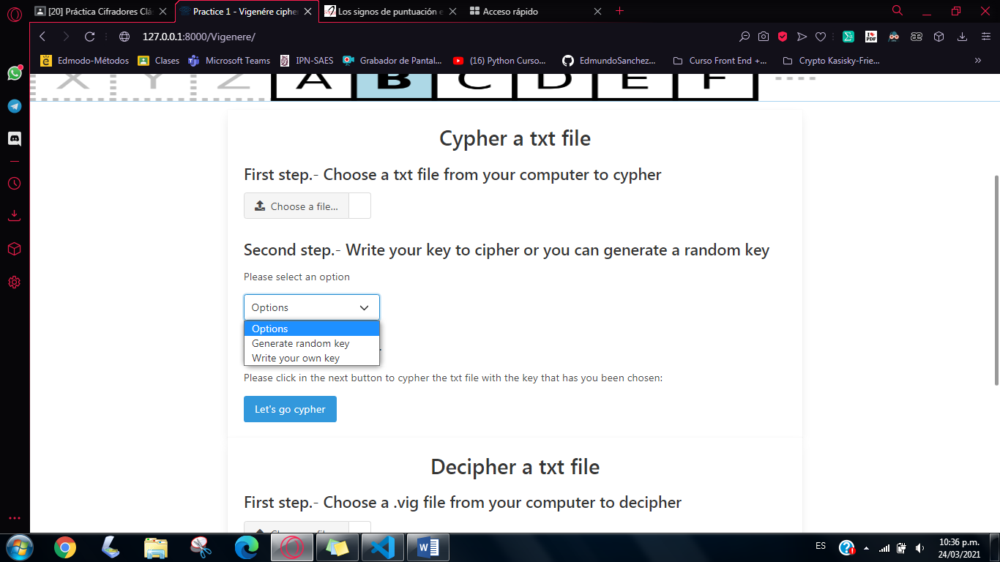 [20] Práctica Cifradores Clá
Practice 1 - Vigenére ciphe
Los signos de puntuación e
Acceso rápido
127.0.0.1:8000/Vigenere/
Edmodo-Métodos
Clases
Microsoft Teams
IPN-SAES
Grabador de Pantal...
(16) Python Curso...
EdmundoSanchez...
Curso Front End +...
Crypto Kasisky-Frie...
X Y Z A B C D E F
Cypher a txt file
First step.- Choose a txt file from your computer to cypher
Choose a file...
Second step.- Write your key to cipher or you can generate a random key
Please select an option
Options
Options
Generate random key
Write your own key
Please click in the next button to cypher the txt file with the key that has you been chosen:
Let's go cypher
Decipher a txt file
First step.- Choose a .vig file from your computer to decipher
Choose a file...
ES
10:36 p.m.
24/03/2021